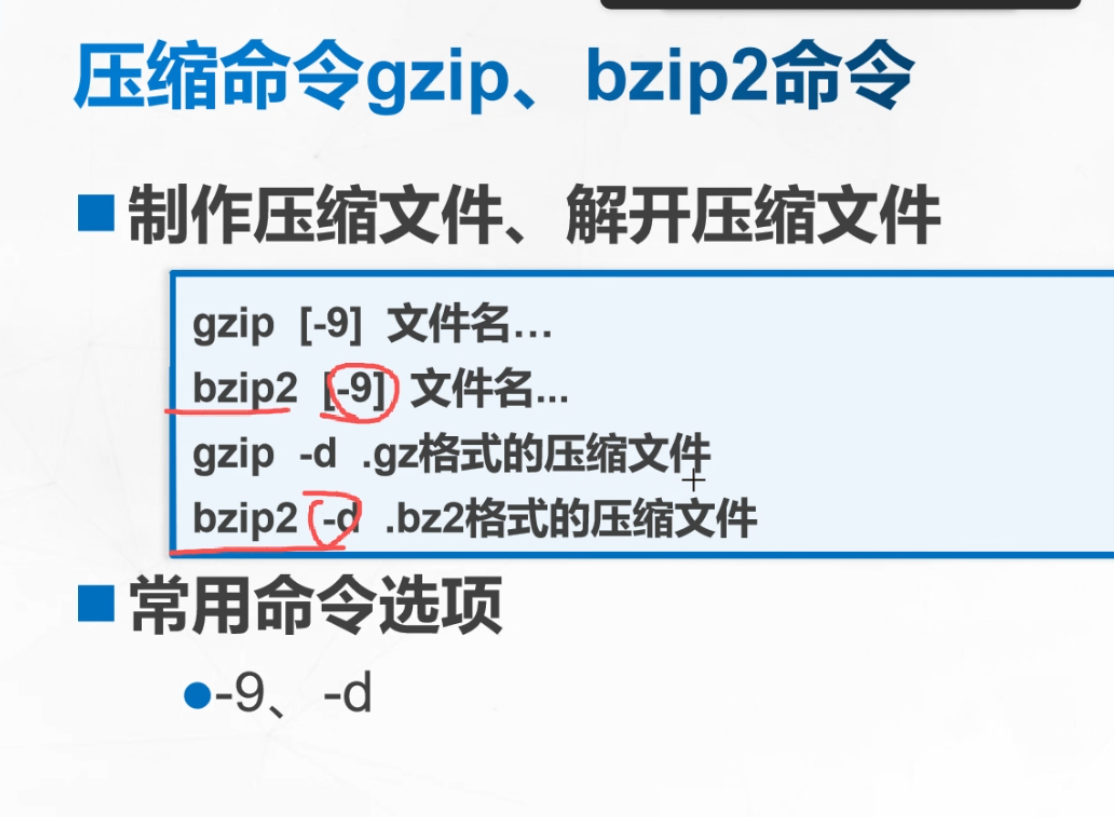 压缩命令gzip、bzip2命令
制作压缩文件、解开压缩文件
gzip [-9] 文件名…
bzip2 [-9] 文件名...
gzip -d .gz格式的压缩文件
bzip2 -d .bz2格式的压缩文件
常用命令选项
-9、-d